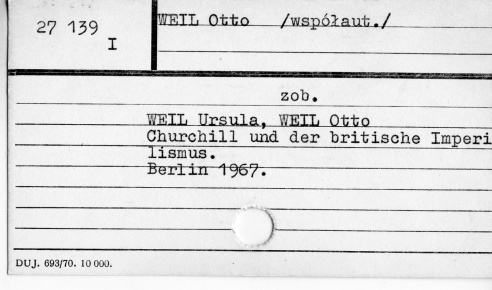 27 139
I
WEIL Otto /współaut./
zob.
WEIL Ursula, WEIL Otto
Churchill und der britische Imperi
lismus.
Berlin 1967.
DUJ. 693/70. 10 000.